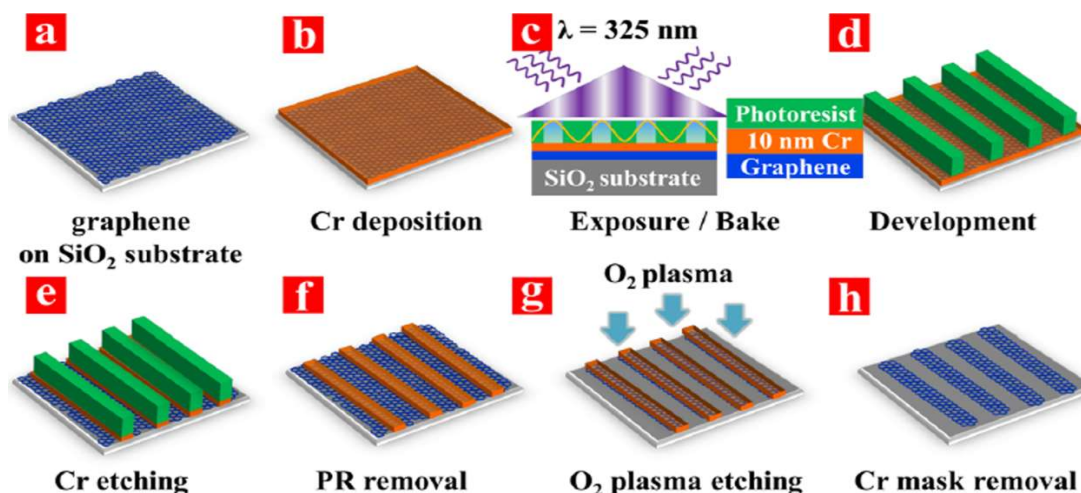 a
graphene
on SiO₂ substrate
b
Cr deposition
c
λ = 325 nm
Photoresist
10 nm Cr
Graphene
SiO₂ substrate
Exposure / Bake
d
Development
e
Cr etching
f
PR removal
g
O₂ plasma
O₂ plasma etching
h
Cr mask removal